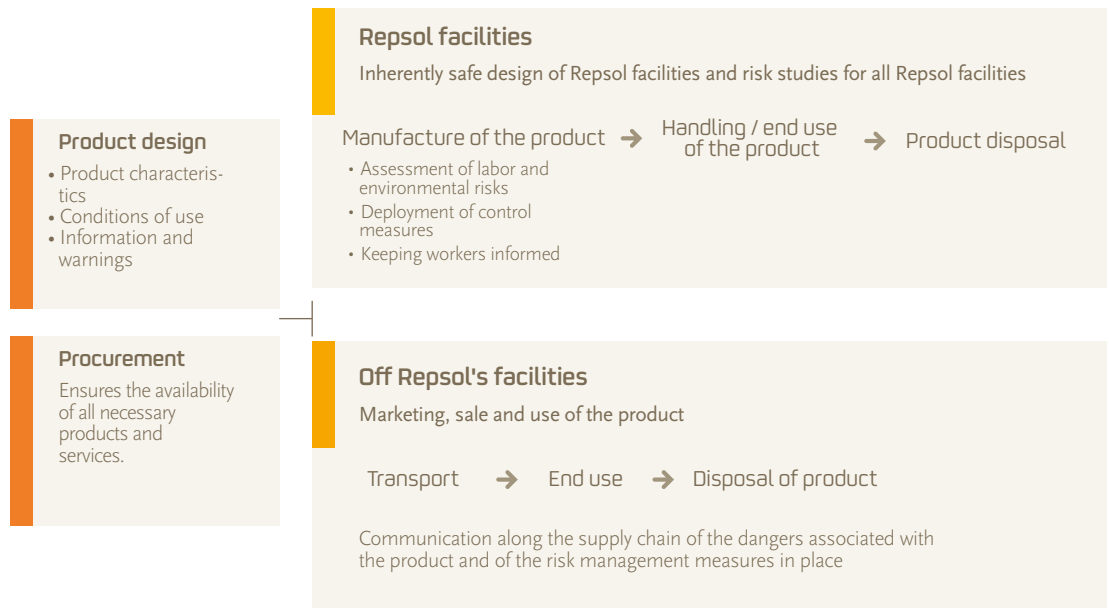 Product design
• Product characteris-
tics
• Conditions of use
• Information and
warnings
Procurement
Ensures the availability
of all necessary
products and
services.
Repsol facilities
Inherently safe design of Repsol facilities and risk studies for all Repsol facilities
Manufacture of the product → Handling / end use
of the product → Product disposal
• Assessment of labor and
environmental risks
• Deployment of control
measures
• Keeping workers informed
Off Repsol's facilities
Marketing, sale and use of the product
Transport → End use → Disposal of product
Communication along the supply chain of the dangers associated with
the product and of the risk management measures in place